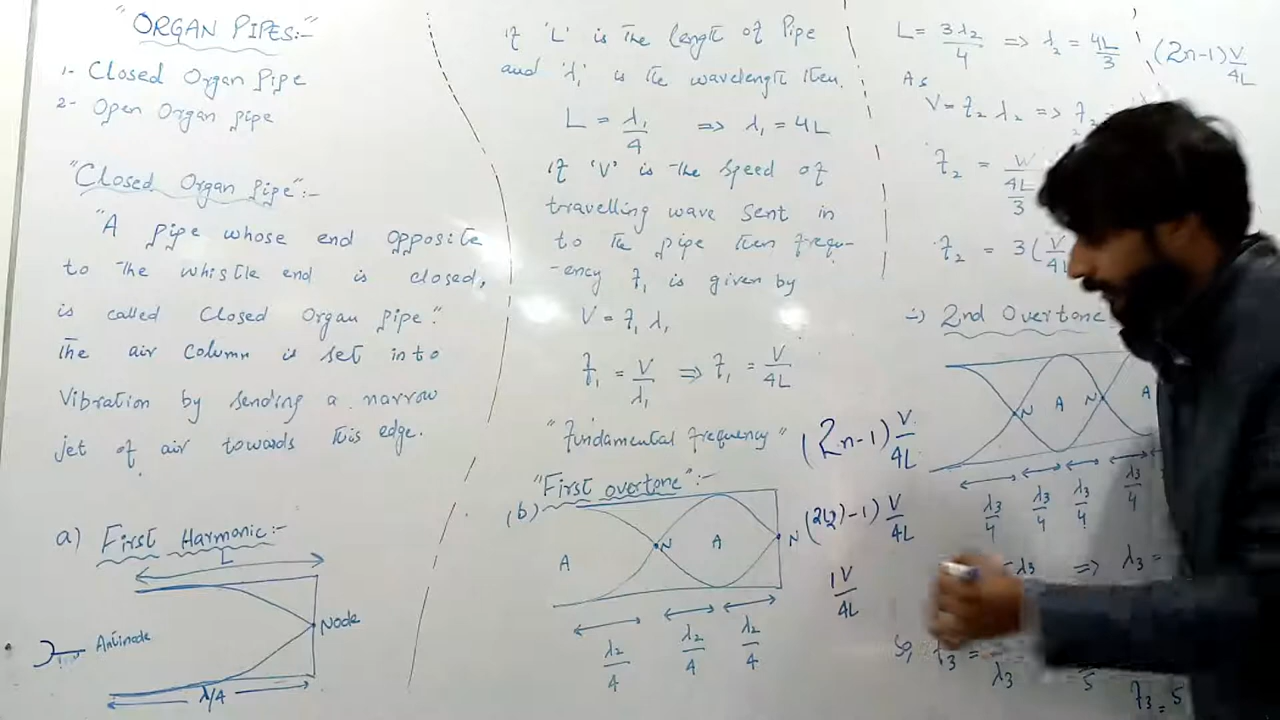 "ORGAN PIPES:-"
1- Closed Organ Pipe
2- Open Organ pipe
"Closed Organ Pipe":-
"A pipe whose end opposite
to the whistle end is closed,
is called Closed Organ pipe."
The air column is set into
Vibration by sending a narrow
jet of air towards this edge.
a) First Harmonic:-
L
Antinode
Node
λ/4
If 'L' is the length of Pipe
and 'λ₁' is the wavelength then.
L = λ₁/4 => λ₁ = 4L
If 'V' is the speed of
travelling wave sent in
to the pipe then frequ-
-ency f₁ is given by
V = f₁ λ₁
f₁ = V/λ₁ => f₁ = V/4L
"fundamental frequency"
(2n-1) V/4L
"First overtone":-
(b)
A N A N
(2(2)-1) V/4L
λ₂/4 λ₂/4 λ₂/4
1V/4L
L = 3λ₂/4 => λ₂ = 4L/3
(2n-1) V/4L
As
V = f₂ λ₂ => f₂
f₂ =
4L/3
f₂ = 3(V/4L
2nd Overtone
N A N A
λ₃/4 λ₃/4 λ₃/4 λ₃/4
λ₃ => λ₃ =
So, f₃ =
λ₃
5
f₃ = 5